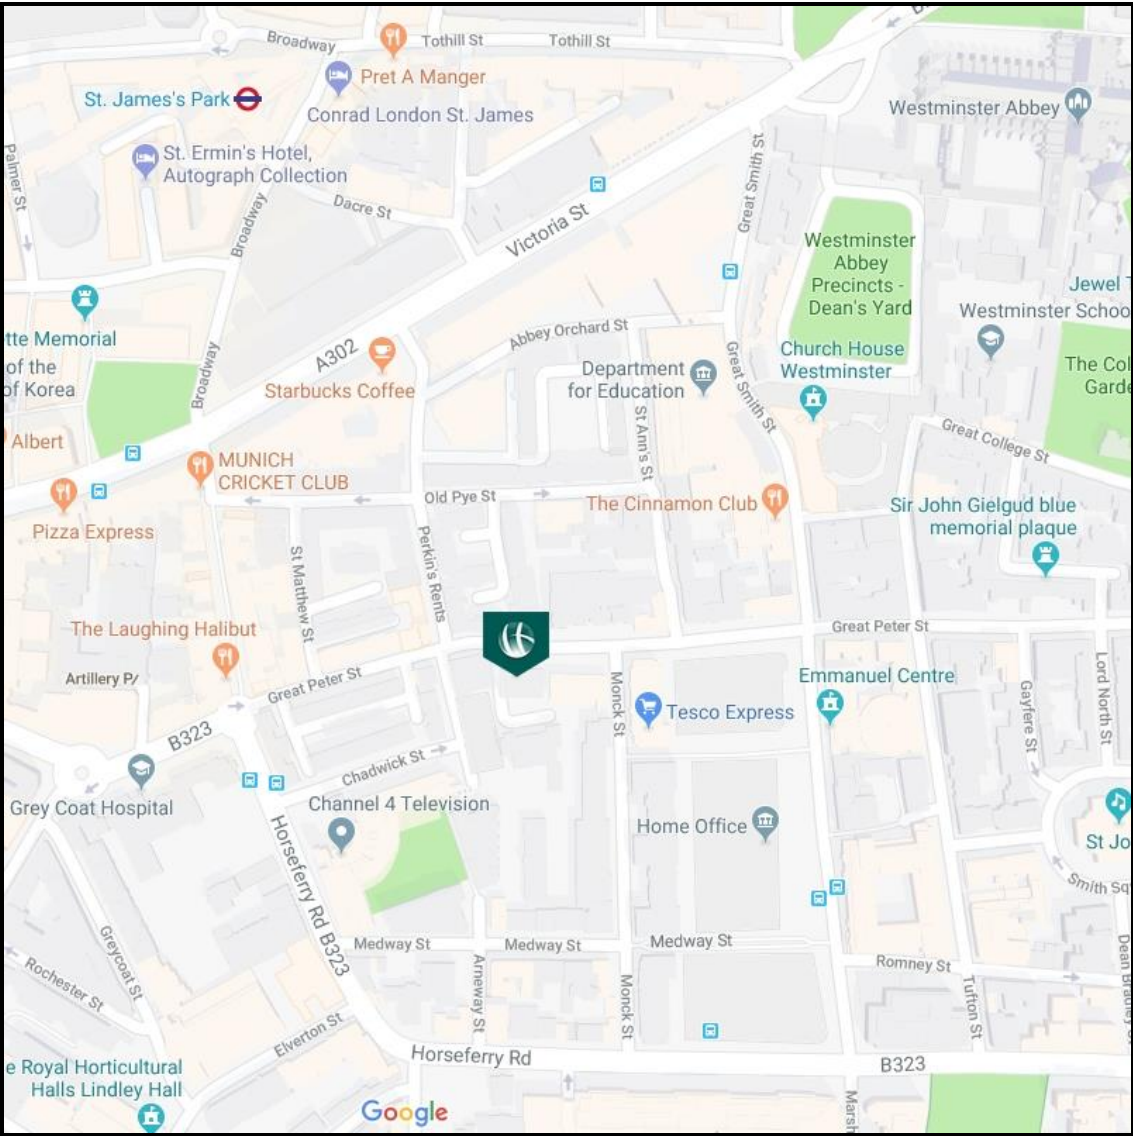 Broadway
Tothill St
Tothill St
Pret A Manger
St. James's Park
Conrad London St. James
Westminster Abbey
St. Ermin's Hotel,
Autograph Collection
Palmer St
Great Smith St
Dacre St
Broadway
Victoria St
Westminster
Abbey
Precincts -
Dean's Yard
Jewel T
Westminster Schoo
tte Memorial
of the
of Korea
A302
Abbey Orchard St
Church House
Westminster
The Col
Garde
Broadway
Starbucks Coffee
Department
for Education
Great Smith St
St Ann's St
Albert
Great College St
MUNICH
CRICKET CLUB
Old Pye St
The Cinnamon Club
Sir John Gielgud blue
memorial plaque
Pizza Express
Perkin's Rents
St Matthew St
The Laughing Halibut
Great Peter St
Artillery P
Great Peter St
Emmanuel Centre
Monck St
Tesco Express
Gayfere St
Lord North St
B323
Chadwick St
Grey Coat Hospital
Channel 4 Television
Home Office
St Jo
Horseferry Rd B323
Smith Sq
Greycoat St
Medway St
Medway St
Medway St
Rochester St
Arneway St
Monck St
Romney St
Tufton St
Dean Bradley
Elverton St
Horseferry Rd
B323
e Royal Horticultural
Halls Lindley Hall
Marsh
Google